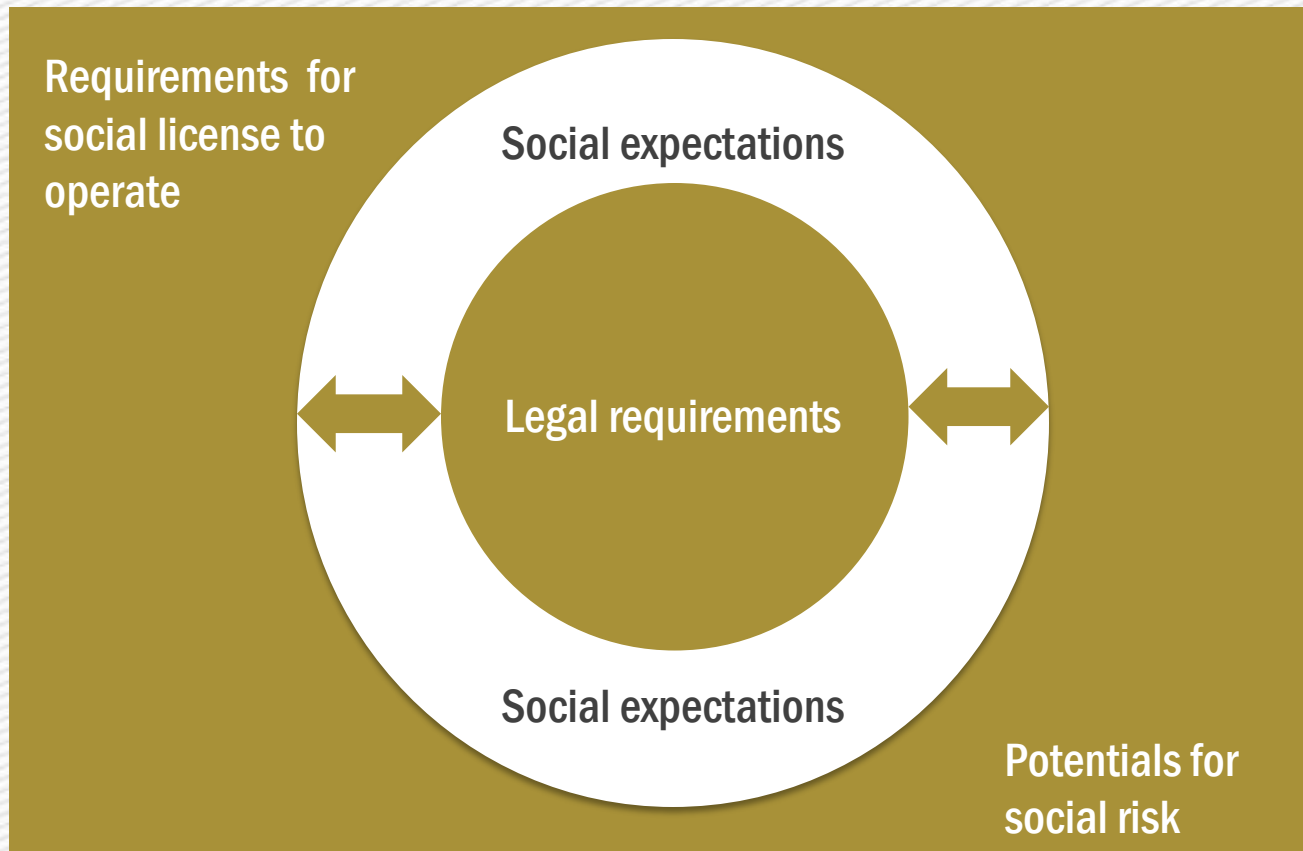 Requirements for
social license to
operate
Social expectations
Legal requirements
Social expectations
Potentials for
social risk